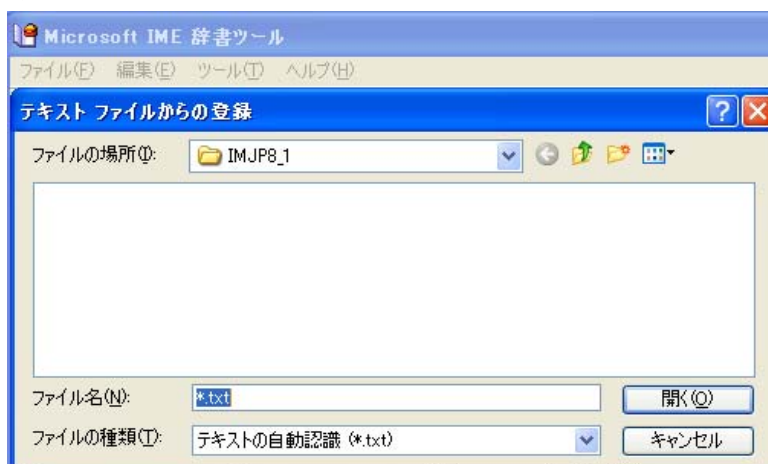 Microsoft IME 辞書ツール
ファイル(F) 編集(E) ツール(T) ヘルプ(H)
テキスト ファイルからの登録
ファイルの場所(I): IMJP8_1
ファイル名(N): *.txt 開く(O)
ファイルの種類(T): テキストの自動認識 (*.txt) キャンセル